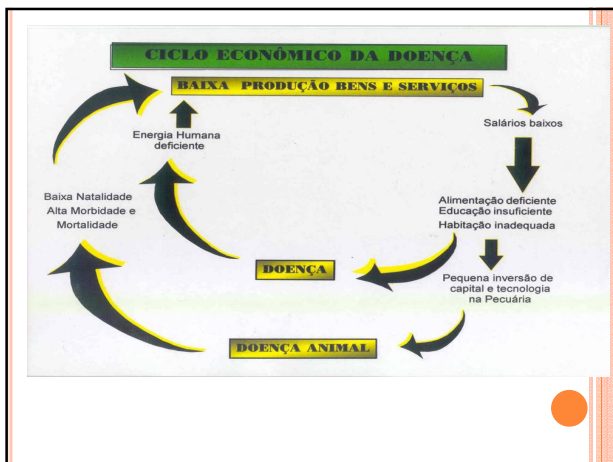 CICLO ECONÔMICO DA DOENÇA
BAIXA PRODUÇÃO BENS E SERVIÇOS
Salários baixos
Energia Humana
deficiente
Baixa Natalidade
Alta Morbidade e
Mortalidade
Alimentação deficiente
Educação insuficiente
Habitação inadequada
DOENÇA
Pequena inversão de
capital e tecnologia
na Pecuária
DOENÇA ANIMAL